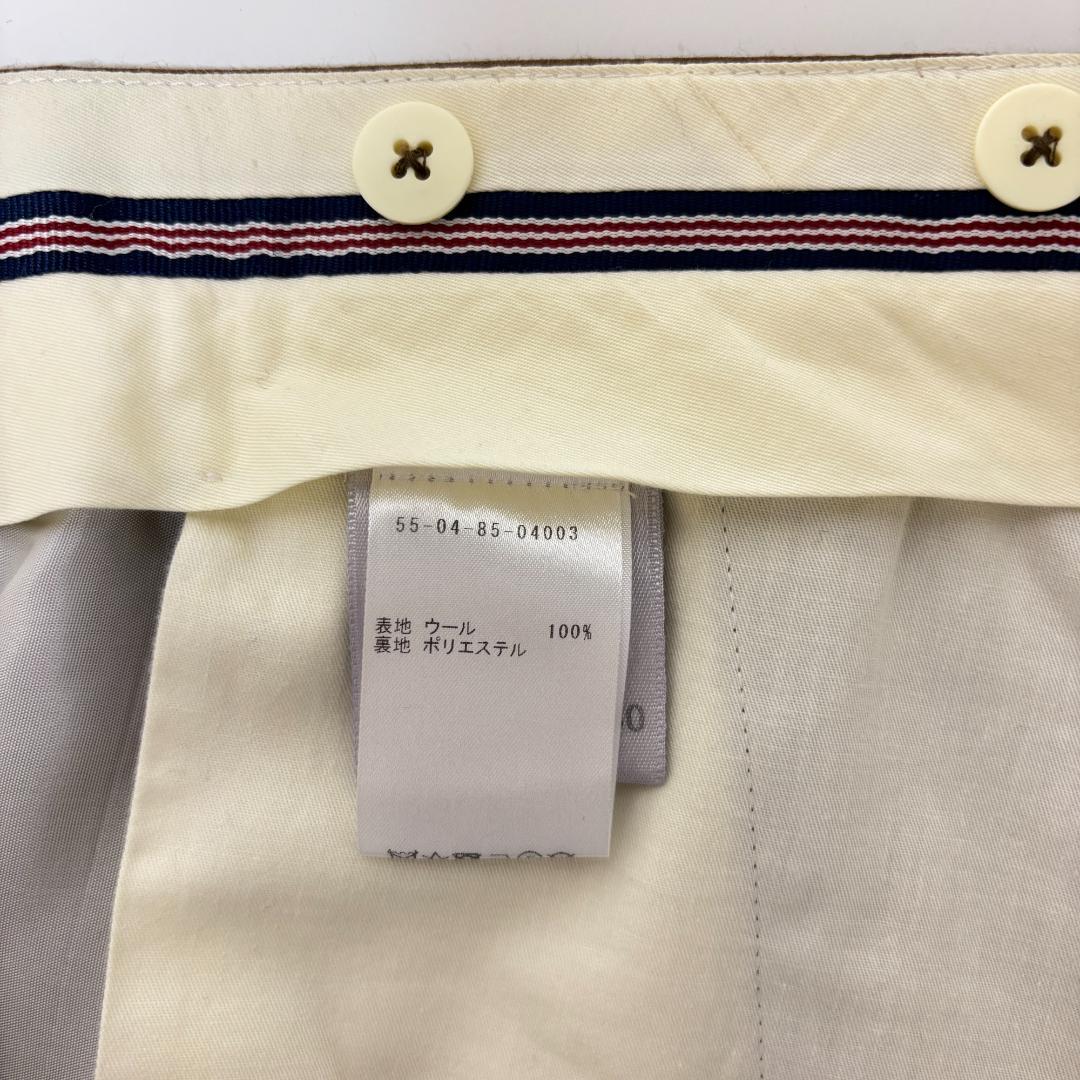 55-04-85-04003
表地 ウール 100%
裏地 ポリエステル